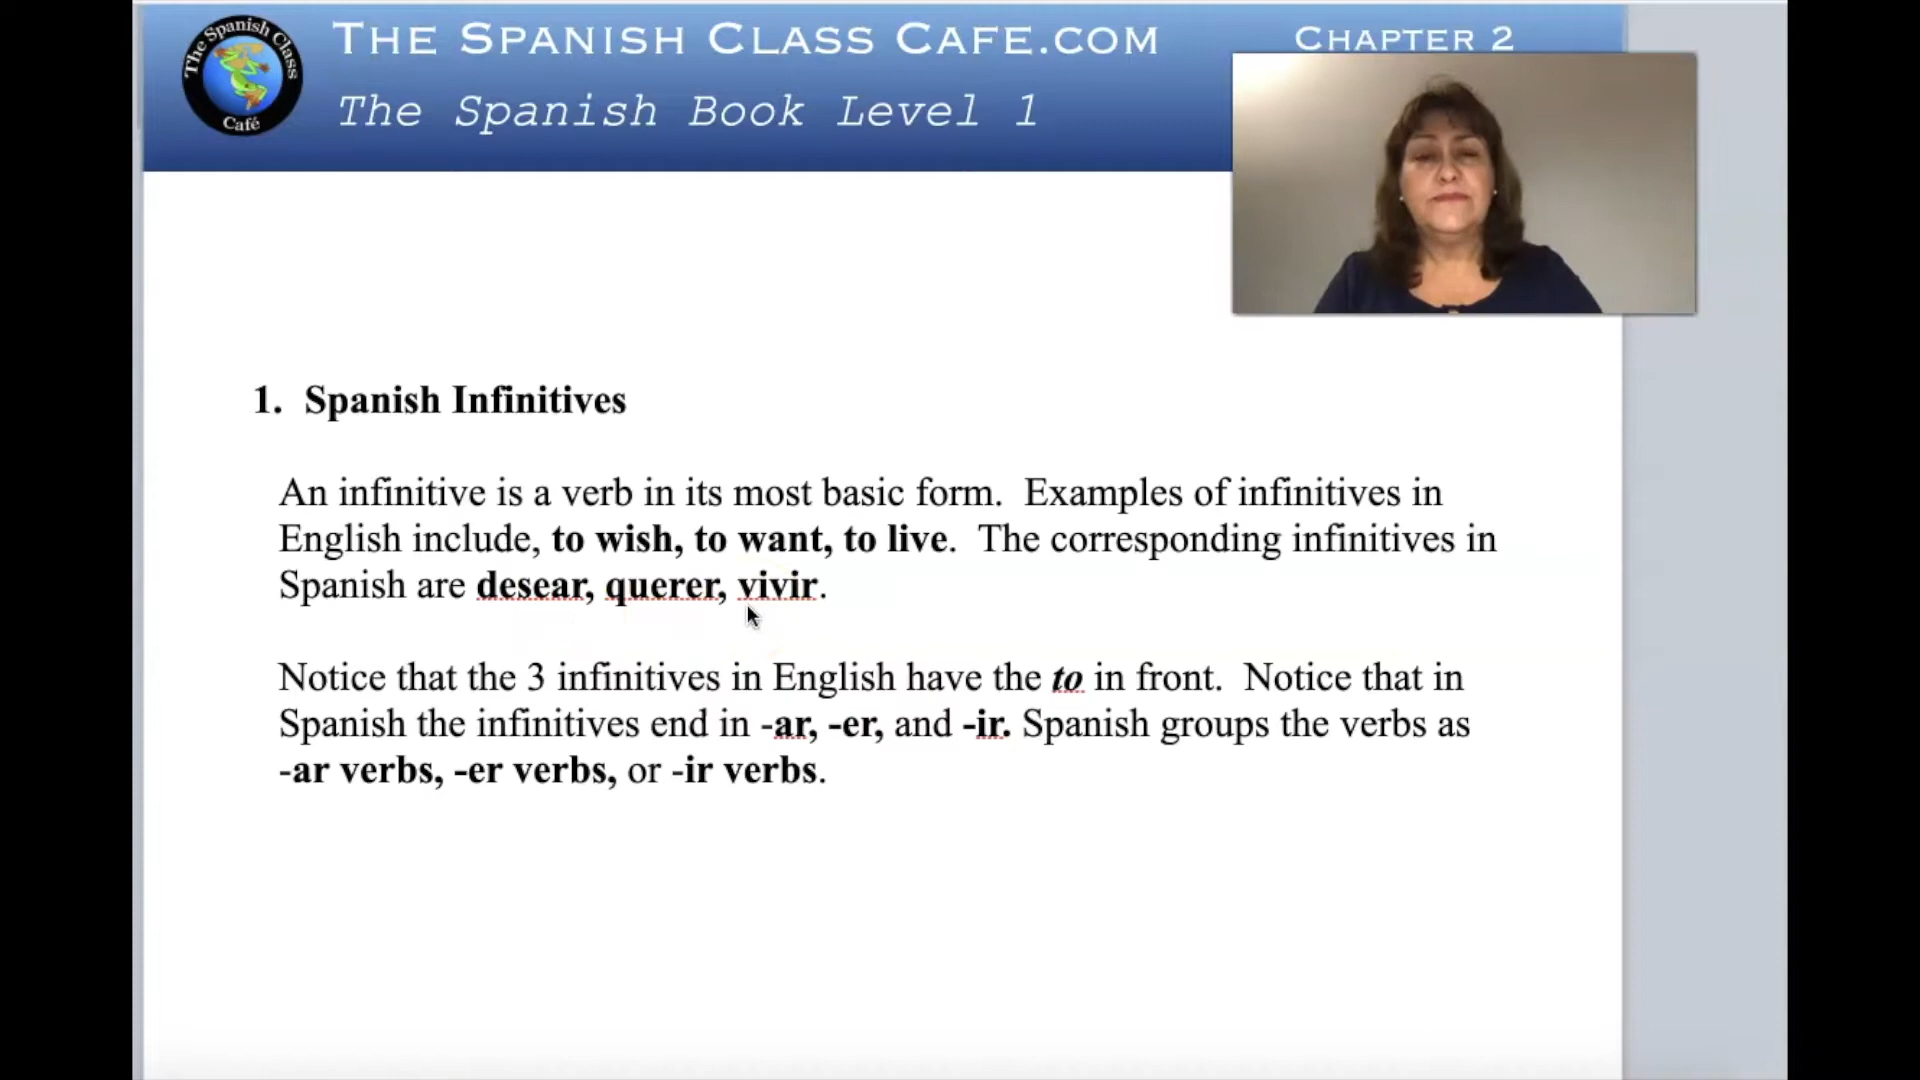 The Spanish Class
Café
THE SPANISH CLASS CAFE.COM
CHAPTER 2
The Spanish Book Level 1
1. Spanish Infinitives
An infinitive is a verb in its most basic form. Examples of infinitives in
English include, to wish, to want, to live. The corresponding infinitives in
Spanish are desear, querer, vivir.
Notice that the 3 infinitives in English have the to in front. Notice that in
Spanish the infinitives end in -ar, -er, and -ir. Spanish groups the verbs as
-ar verbs, -er verbs, or -ir verbs.